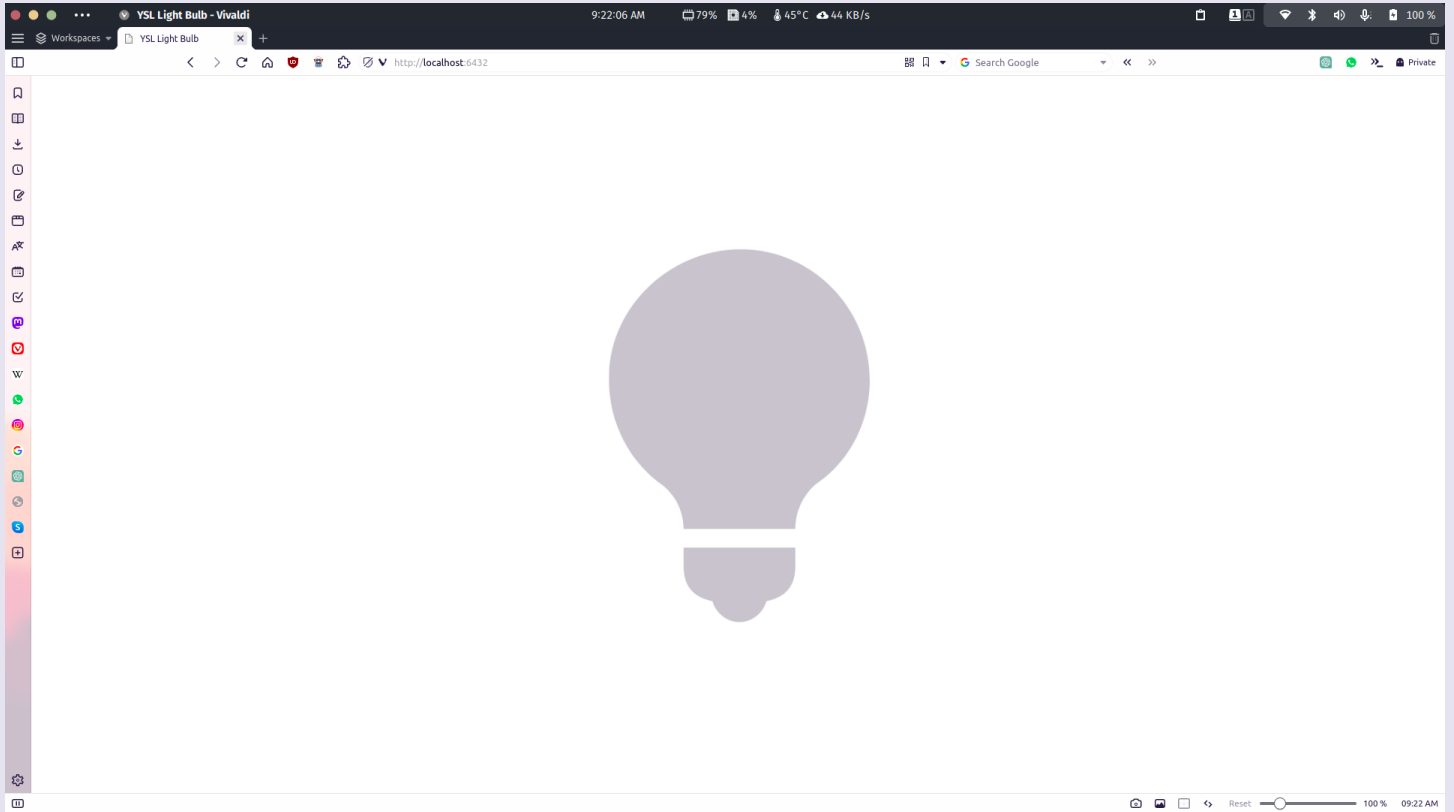 YSL Light Bulb - Vivaldi
9:22:06 AM 79% 4% 45°C 44 KB/s
1 A 100 %
Workspaces YSL Light Bulb
http://localhost:6432
Search Google
Private
W
S
Reset 100 % 09:22 AM